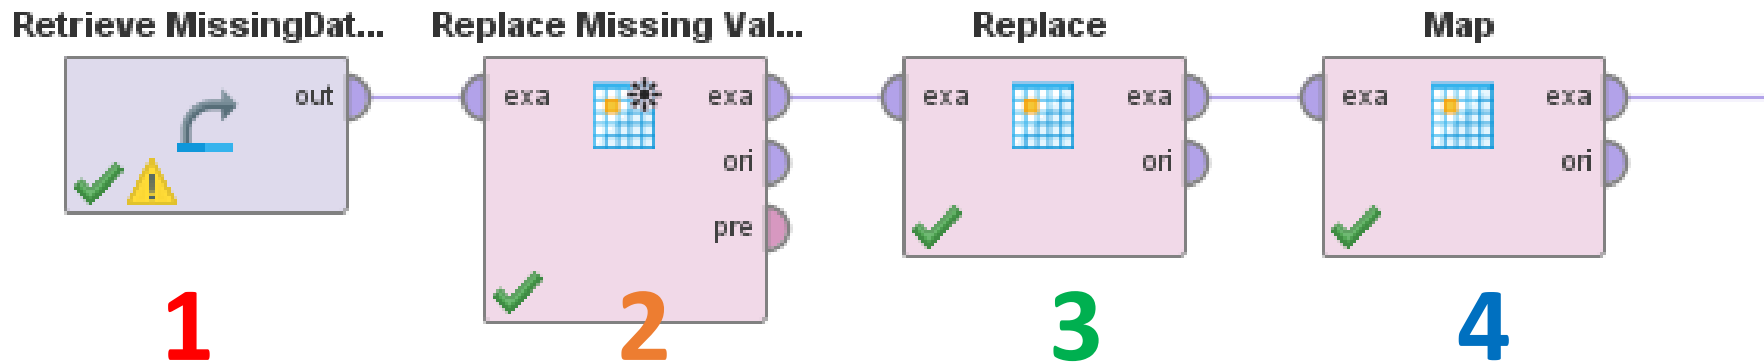 Retrieve MissingDat...
Replace Missing Val...
Replace
Map
out
exa
exa
ori
pre
exa
exa
ori
exa
exa
ori
1
2
3
4